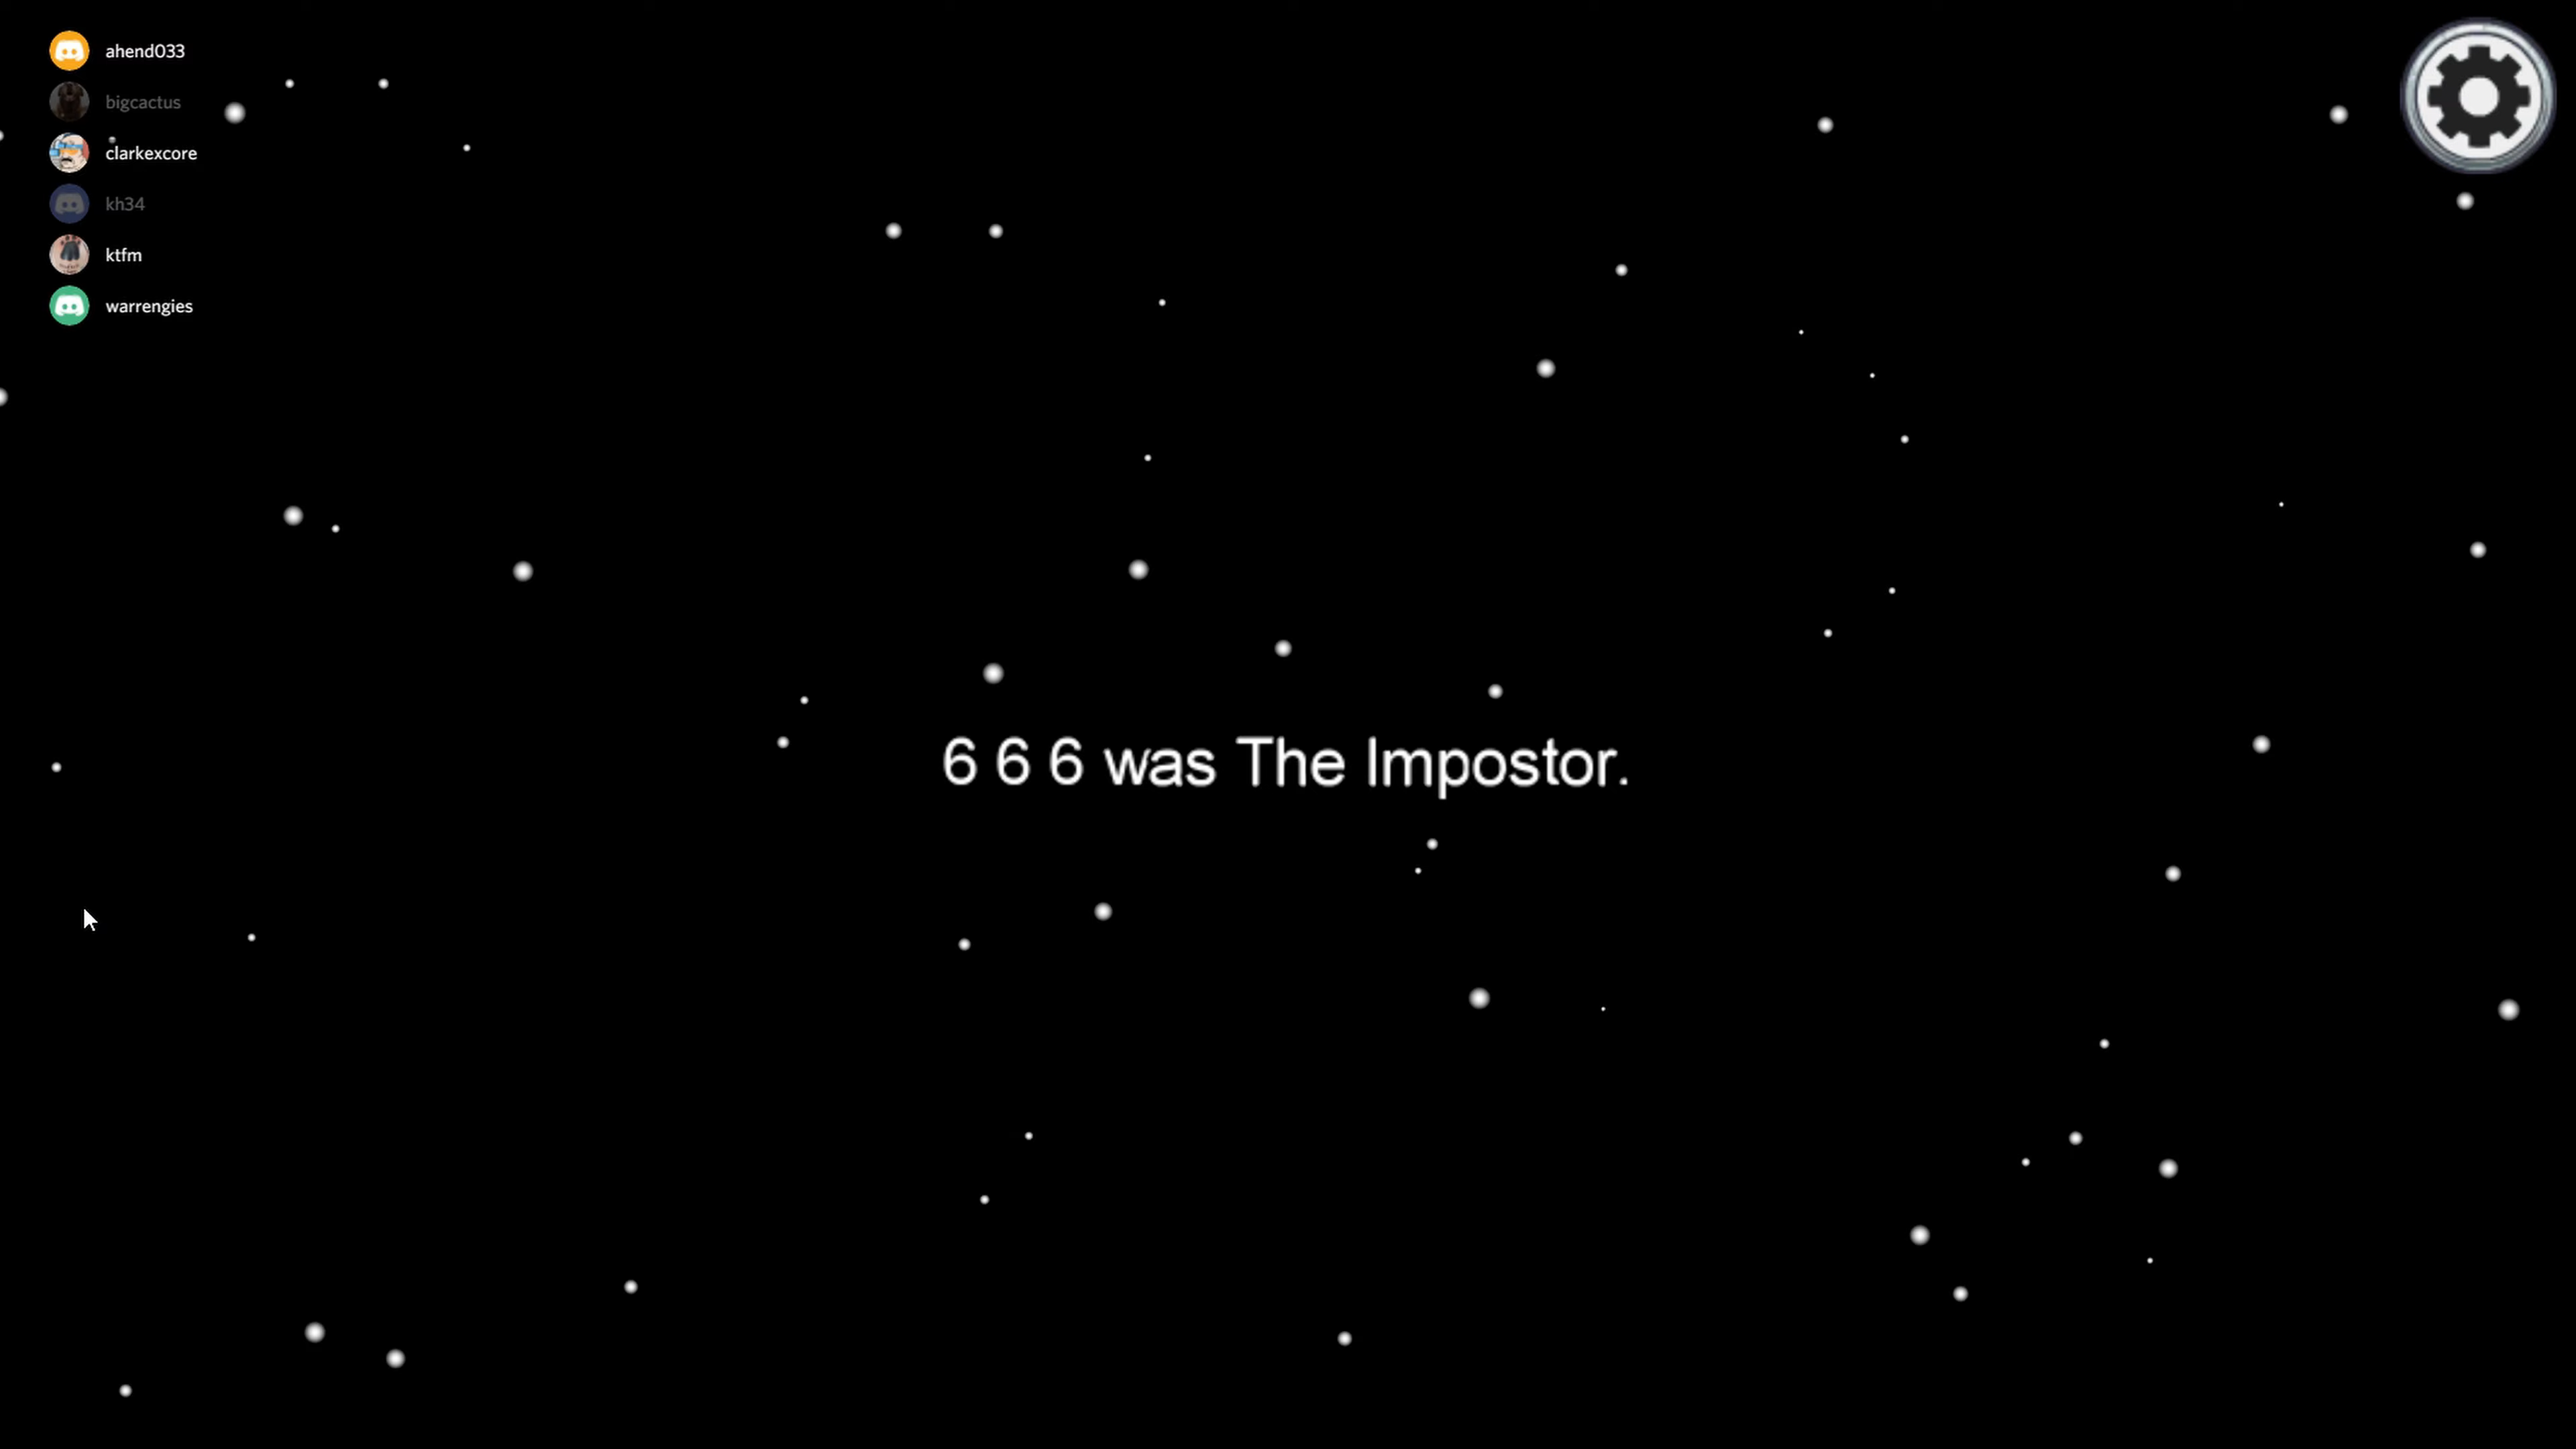 ahend033
bigcactus
clarkexcore
kh34
ktfm
warrengies
6 6 6 was The Impostor.